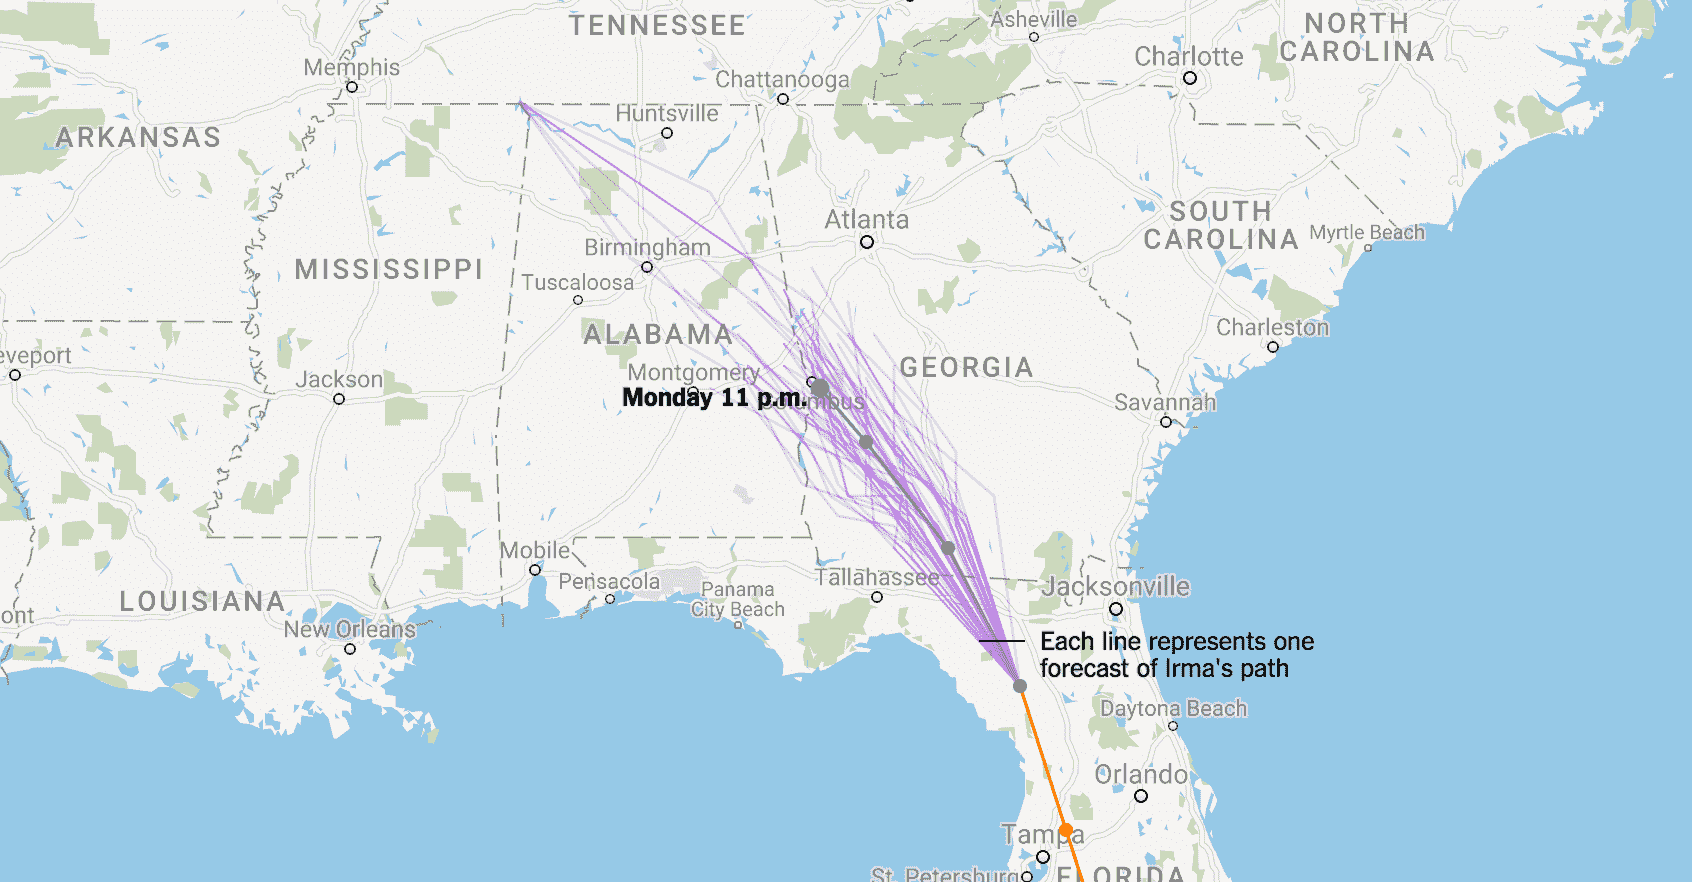 TENNESSEE
Asheville
NORTH
CAROLINA
Charlotte
Memphis
Chattanooga
Huntsville
ARKANSAS
Atlanta
SOUTH
CAROLINA
Myrtle Beach
Birmingham
MISSISSIPPI
Tuscaloosa
ALABAMA
Charleston
eveport
GEORGIA
Jackson
Montgomery
Monday 11 p.m.
Columbus
Savannah
Mobile
Pensacola
Panama
City Beach
Tallahassee
Jacksonville
LOUISIANA
ont
New Orleans
Each line represents one
forecast of Irma's path
Daytona Beach
Orlando
Tampa
St. Petersburg
FLORIDA